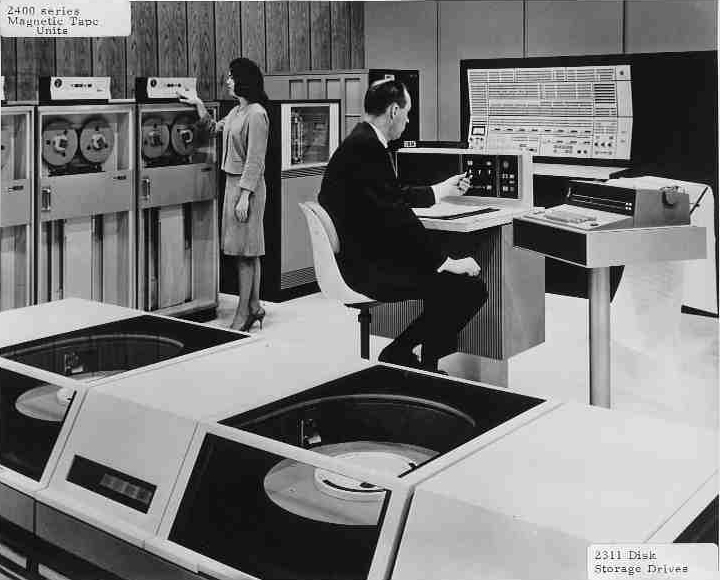 2400 series
Magnetic Tape
Units
2311 Disk
Storage Drives